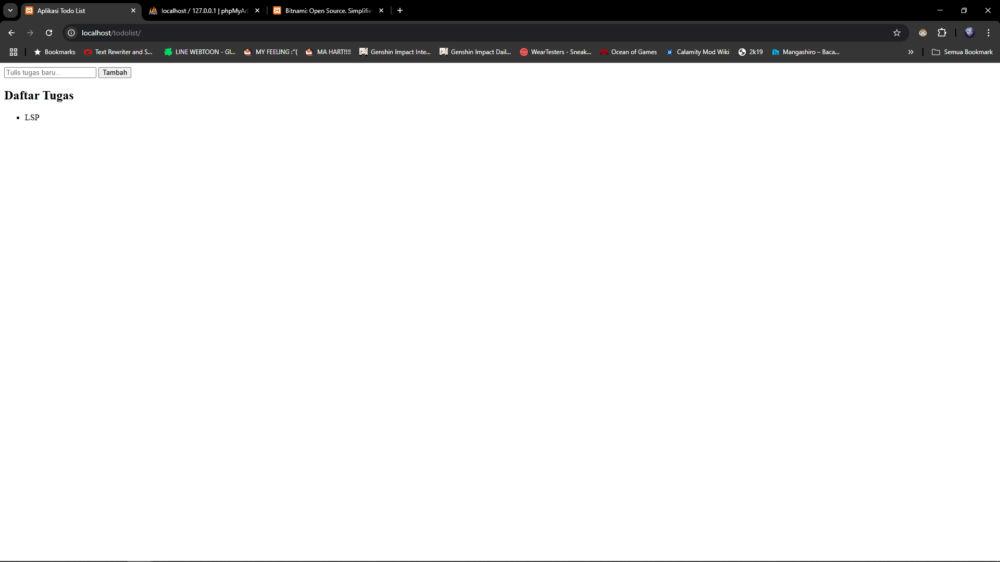 Aplikasi Todo List
localhost / 127.0.0.1 | phpMyAd
Bitnami: Open Source. Simplifie
localhost/todolist/
Bookmarks
Text Rewriter and S...
LINE WEBTOON - Gl...
MY FEELING :"(
MA HART!!!!
Genshin Impact Inte...
Genshin Impact Dail...
WearTesters - Sneak...
Ocean of Games
Calamity Mod Wiki
2k19
Mangashiro – Baca...
Semua Bookmark
Tulis tugas baru...
Tambah
Daftar Tugas
LSP